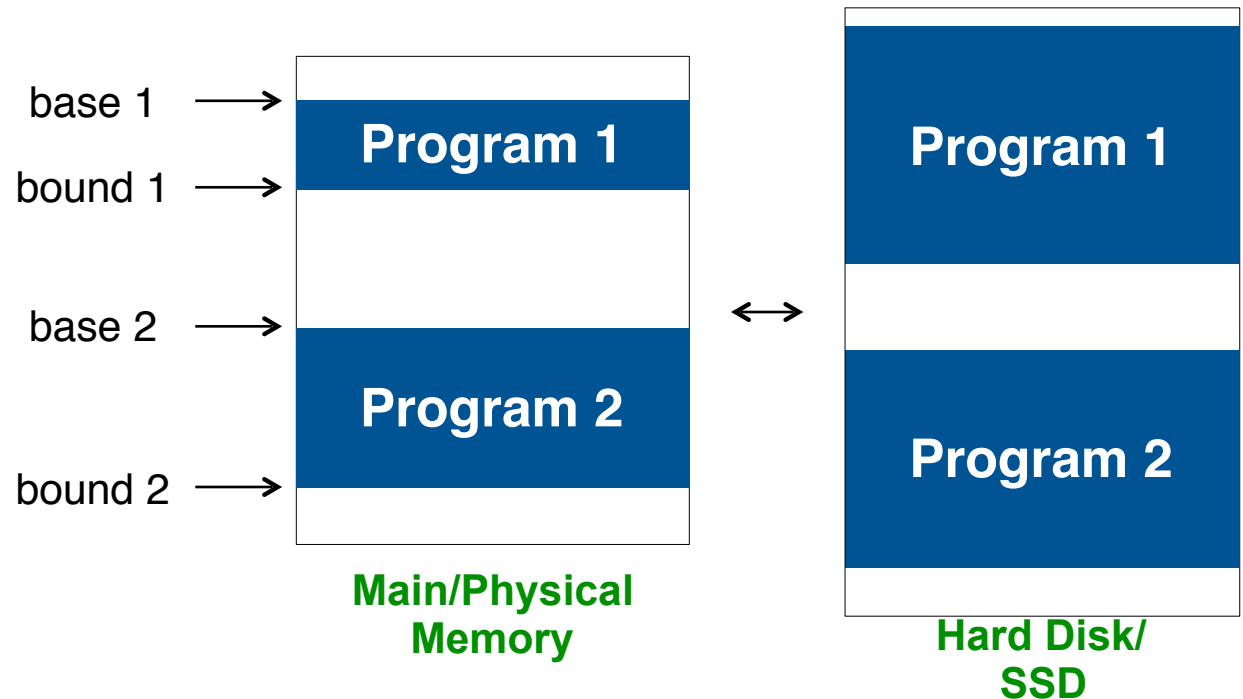 base 1
bound 1
base 2
bound 2
Program 1
Program 2
Main/Physical
Memory
Program 1
Program 2
Hard Disk/
SSD